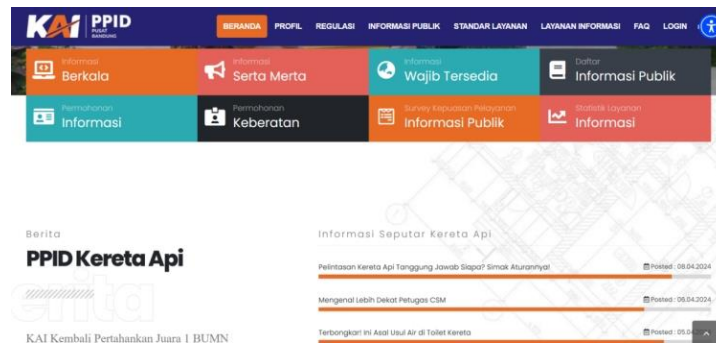 KAI PPID
PUSAT
BANDUNG
BERANDA PROFIL REGULASI INFORMASI PUBLIK STANDAR LAYANAN LAYANAN INFORMASI FAQ LOGIN
Informasi
Berkala
Informasi
Serta Merta
Informasi
Wajib Tersedia
Daftar
Informasi Publik
Permohonan
Informasi
Permohonan
Keberatan
Survey Kepuasan Pelayanan
Informasi Publik
Statistik Layanan
Informasi
Berita
PPID Kereta Api
erita
KAI Kembali Pertahankan Juara 1 BUMN
Informasi Seputar Kereta Api
Pelintasan Kereta Api Tanggung Jawab Siapa? Simak Aturannya!
Posted : 08.04.2024
Mengenal Lebih Dekat Petugas CSM
Posted : 06.04.2024
Terbongkar! Ini Asal Usul Air di Toilet Kereta
Posted : 05.0